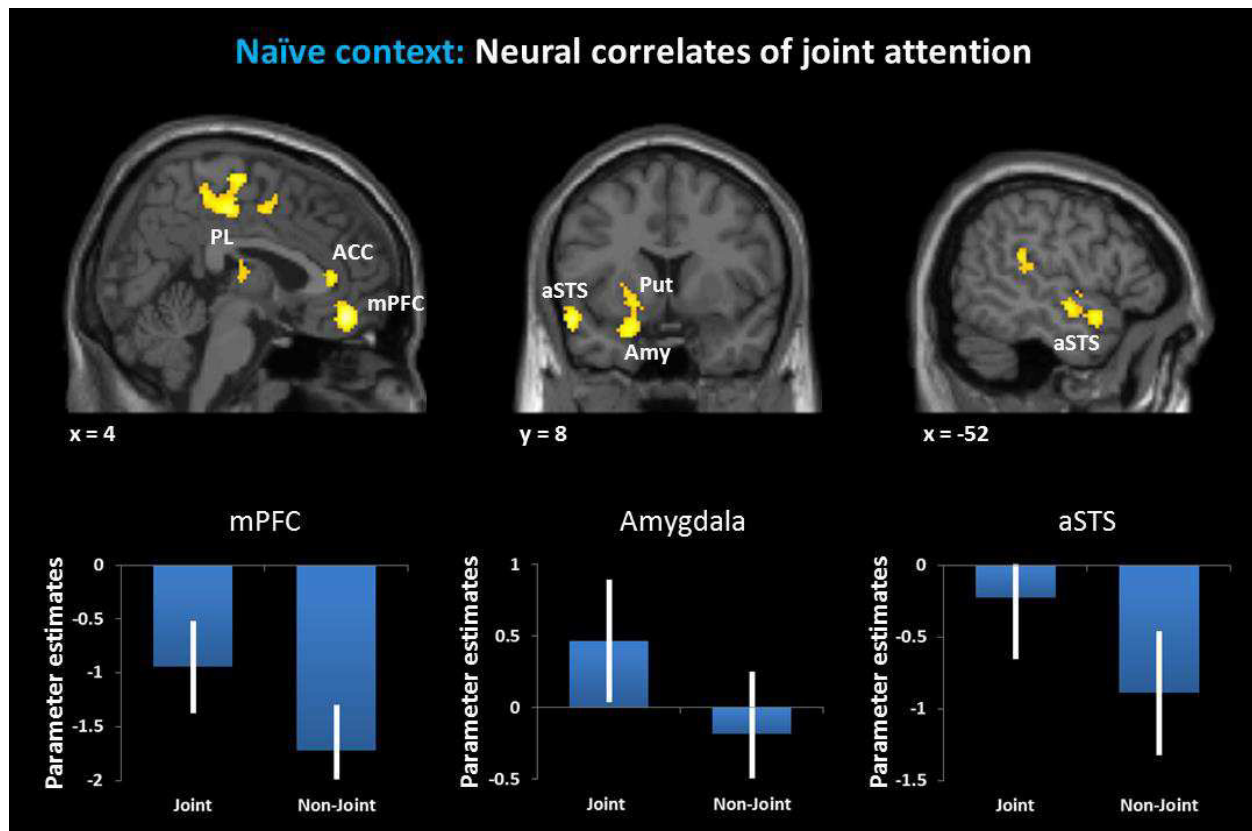 Naïve context: Neural correlates of joint attention
PL
ACC
mPFC
aSTS
Put
Amy
aSTS
x = 4
y = 8
x = -52
mPFC
Parameter estimates
0
-0.5
-1
-1.5
-2
Joint
Non-Joint
Amygdala
Parameter estimates
1
0.5
0
-0.5
Joint
Non-Joint
aSTS
Parameter estimates
0
-0.5
-1
-1.5
Joint
Non-Joint